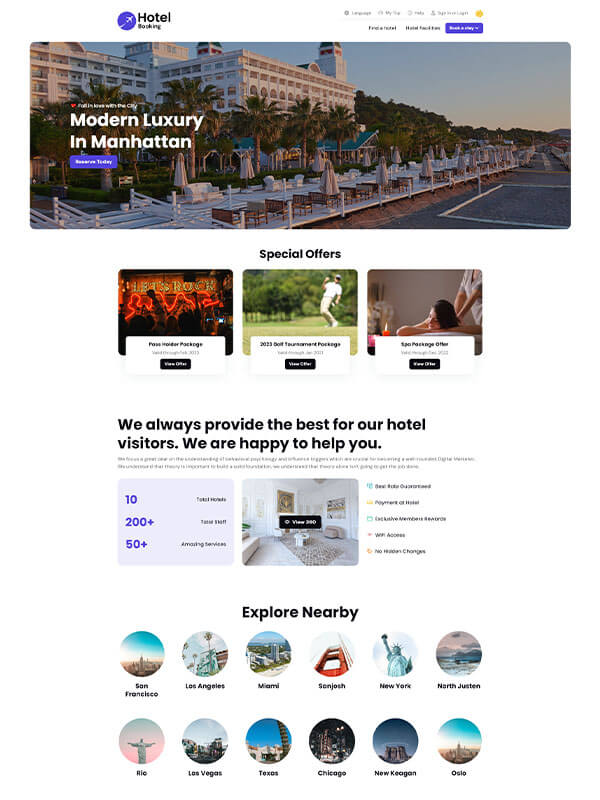 Hotel
Booking
Language
My Trip
Help
Sign in or Login
Find a hotel
Hotel Facilities
Book a stay
Fall in love with the City
Modern Luxury
In Manhattan
Reserve Today
Special Offers
LET'S ROCK
Pass Holder Package
Valid through Feb 2023
View Offer
2023 Golf Tournament Package
Valid through Jan 2023
View Offer
Spa Package Offer
Valid through Dec 2022
View Offer
We always provide the best for our hotel
visitors. We are happy to help you.
We focus a great deal on the understanding of behavioral psychology and influence triggers which are crucial for becoming a well rounded Digital Marketer.
We understand that theory is important to build a solid foundation, we understand that theory alone isn't going to get the job done.
10 Total Hotels
200+ Total Staff
50+ Amazing Services
View 360
Best Rate Guaranteed
Payment at Hotel
Exclusive Members Rewards
WiFi Access
No Hidden Changes
Explore Nearby
San
Francisco
Los Angeles
Miami
Sanjosh
New York
North Justen
Rio
Las Vegas
Texas
Chicago
New Keagan
Oslo